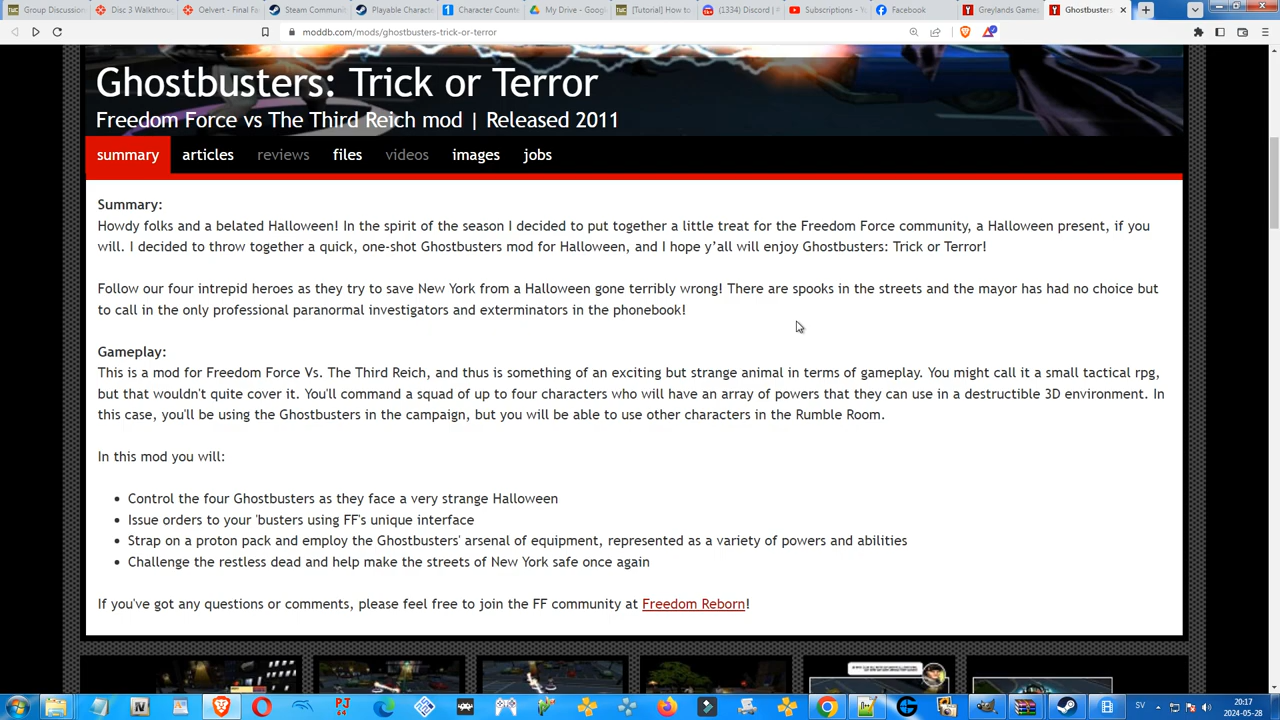 Group Discussion
Disc 3 Walkthrou
Oelvert - Final Fa
Steam Communi
Playable Characte
Character Counte
My Drive - Googl
[Tutorial] How to
(1334) Discord | #
Subscriptions - Y
Facebook
Greylands Games
Ghostbusters
moddb.com/mods/ghostbusters-trick-or-terror
Ghostbusters: Trick or Terror
Freedom Force vs The Third Reich mod | Released 2011
summary articles reviews files videos images jobs
Summary:
Howdy folks and a belated Halloween! In the spirit of the season I decided to put together a little treat for the Freedom Force community, a Halloween present, if you
will. I decided to throw together a quick, one-shot Ghostbusters mod for Halloween, and I hope y’all will enjoy Ghostbusters: Trick or Terror!
Follow our four intrepid heroes as they try to save New York from a Halloween gone terribly wrong! There are spooks in the streets and the mayor has had no choice but
to call in the only professional paranormal investigators and exterminators in the phonebook!
Gameplay:
This is a mod for Freedom Force Vs. The Third Reich, and thus is something of an exciting but strange animal in terms of gameplay. You might call it a small tactical rpg,
but that wouldn't quite cover it. You'll command a squad of up to four characters who will have an array of powers that they can use in a destructible 3D environment. In
this case, you'll be using the Ghostbusters in the campaign, but you will be able to use other characters in the Rumble Room.
In this mod you will:
• Control the four Ghostbusters as they face a very strange Halloween
• Issue orders to your 'busters using FF's unique interface
• Strap on a proton pack and employ the Ghostbusters' arsenal of equipment, represented as a variety of powers and abilities
• Challenge the restless dead and help make the streets of New York safe once again
If you've got any questions or comments, please feel free to join the FF community at Freedom Reborn!
SV
20:17
2024-05-28